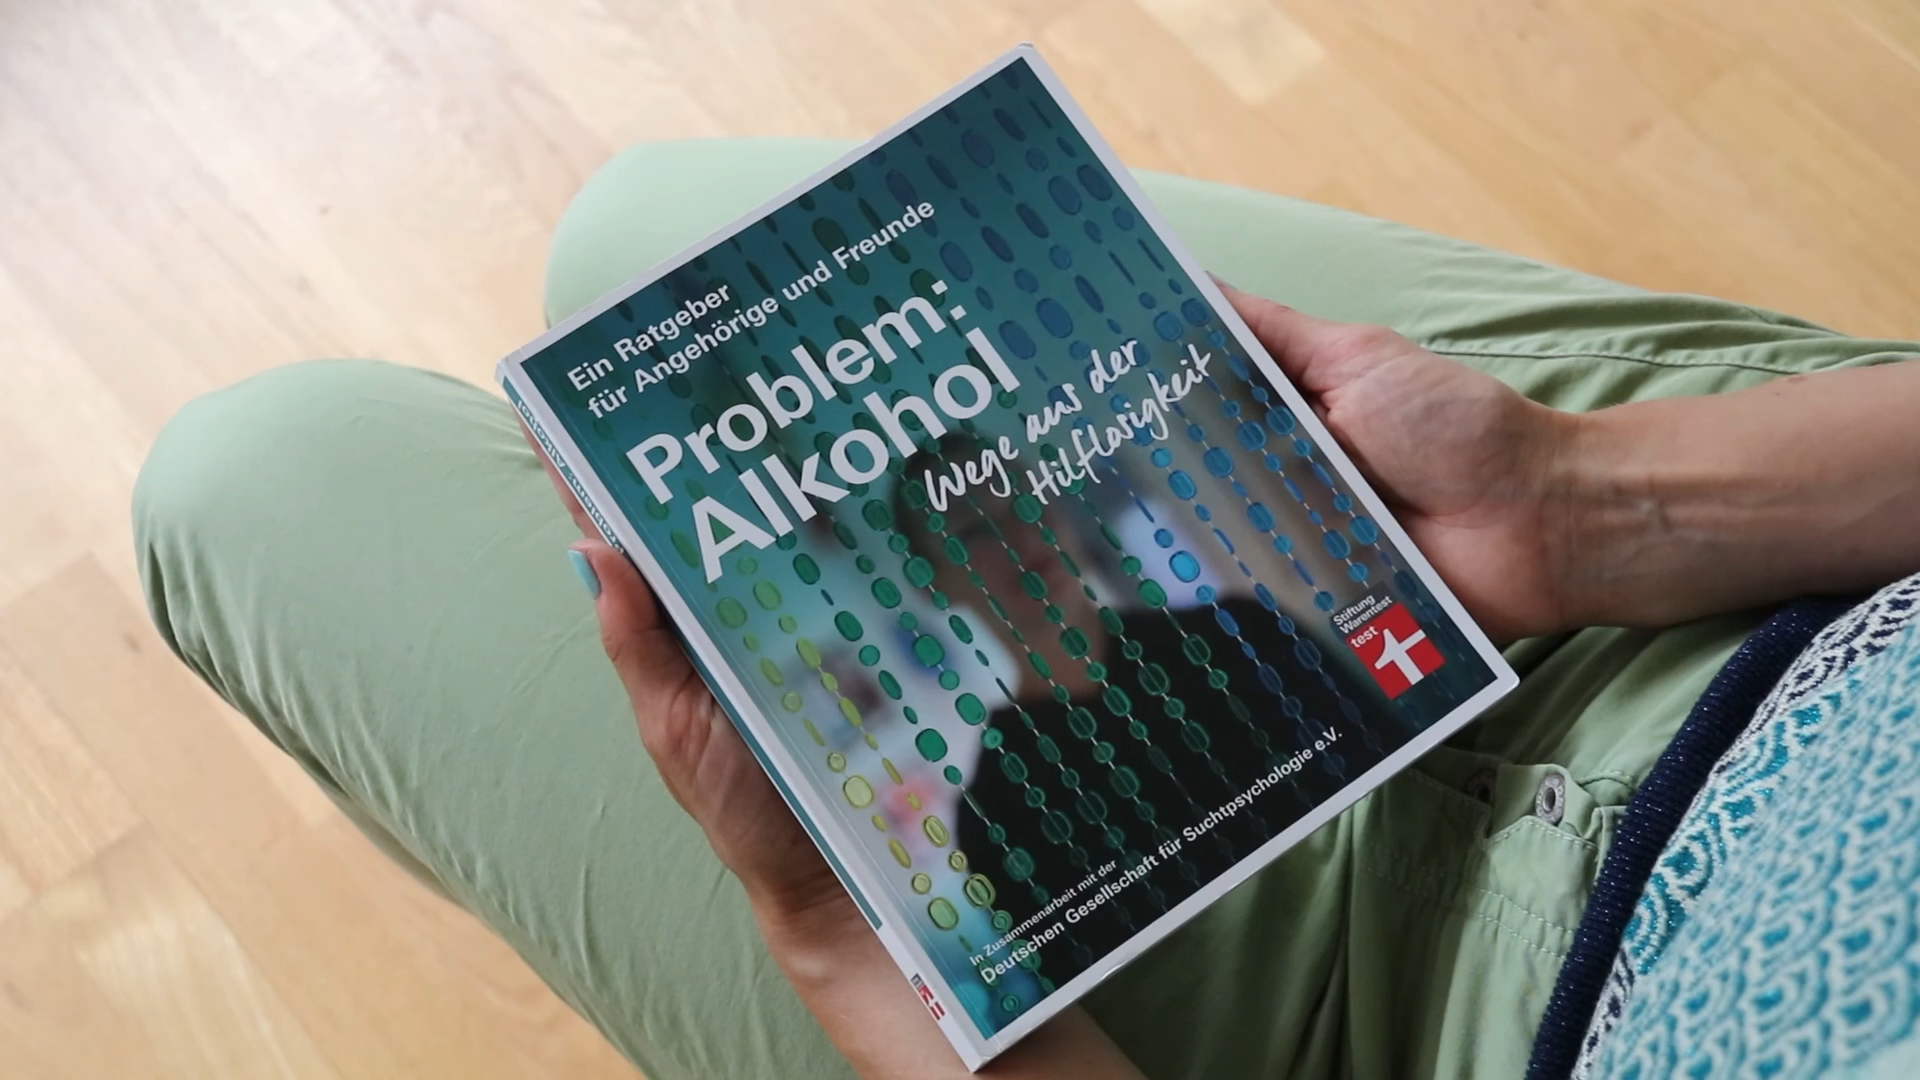 Ein Ratgeber
für Angehörige und Freunde
Problem:
Alkohol
Wege aus der
Hilflosigkeit
Stiftung
Warentest
test
In Zusammenarbeit mit der
Deutschen Gesellschaft für Suchtpsychologie e.V.
Problem: Alkohol